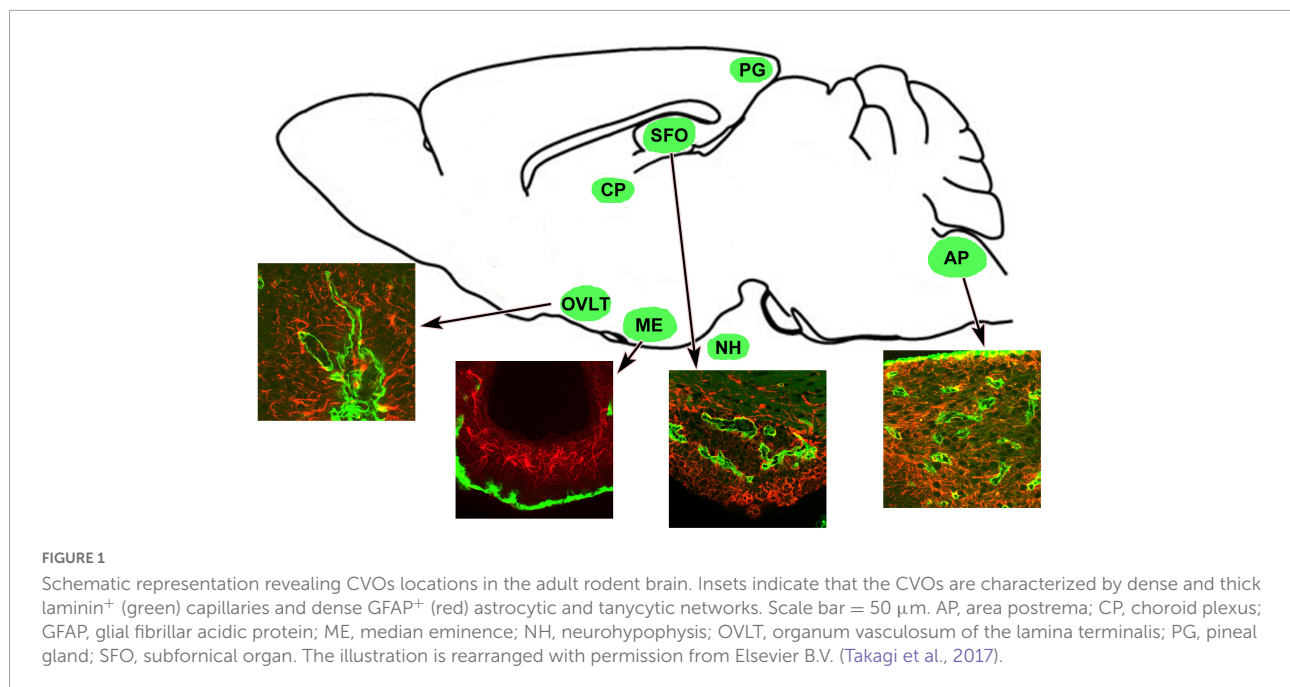 PG
SFO
CP
AP
OVLT
ME
NH
FIGURE 1
Schematic representation revealing CVOs locations in the adult rodent brain. Insets indicate that the CVOs are characterized by dense and thick
laminin⁺ (green) capillaries and dense GFAP⁺ (red) astrocytic and tanycytic networks. Scale bar = 50 μm. AP, area postrema; CP, choroid plexus;
GFAP, glial fibrillar acidic protein; ME, median eminence; NH, neurohypophysis; OVLT, organum vasculosum of the lamina terminalis; PG, pineal
gland; SFO, subfornical organ. The illustration is rearranged with permission from Elsevier B.V. (Takagi et al., 2017).